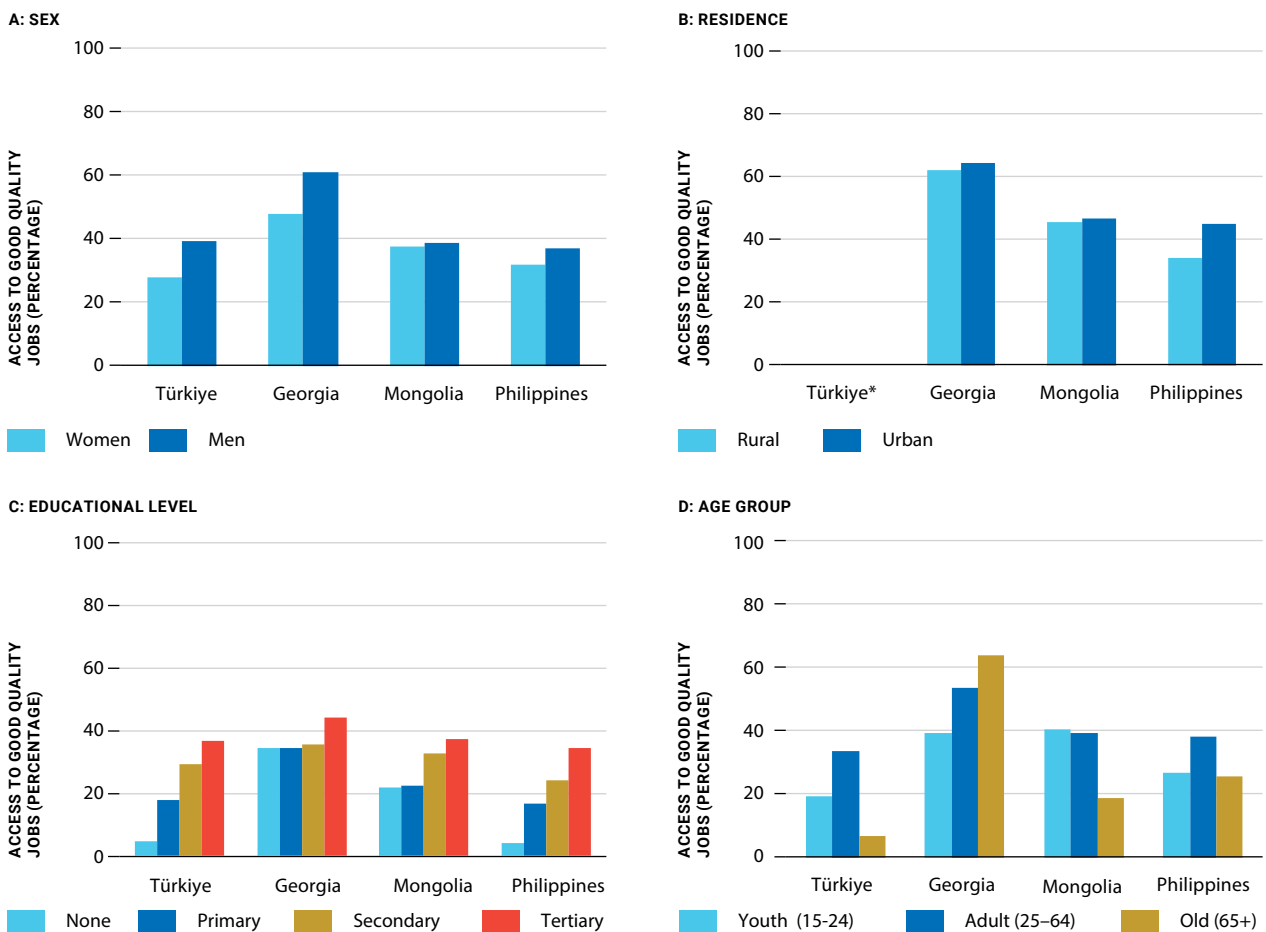 A: SEX
ACCESS TO GOOD QUALITY
JOBS (PERCENTAGE)
100
80
60
40
20
0
Türkiye
Georgia
Mongolia
Philippines
Women
Men
B: RESIDENCE
ACCESS TO GOOD QUALITY
JOBS (PERCENTAGE)
100
80
60
40
20
0
Türkiye*
Georgia
Mongolia
Philippines
Rural
Urban
C: EDUCATIONAL LEVEL
ACCESS TO GOOD QUALITY
JOBS (PERCENTAGE)
100
80
60
40
20
0
Türkiye
Georgia
Mongolia
Philippines
None
Primary
Secondary
Tertiary
D: AGE GROUP
ACCESS TO GOOD QUALITY
JOBS (PERCENTAGE)
100
80
60
40
20
0
Türkiye
Georgia
Mongolia
Philippines
Youth (15-24)
Adult (25–64)
Old (65+)